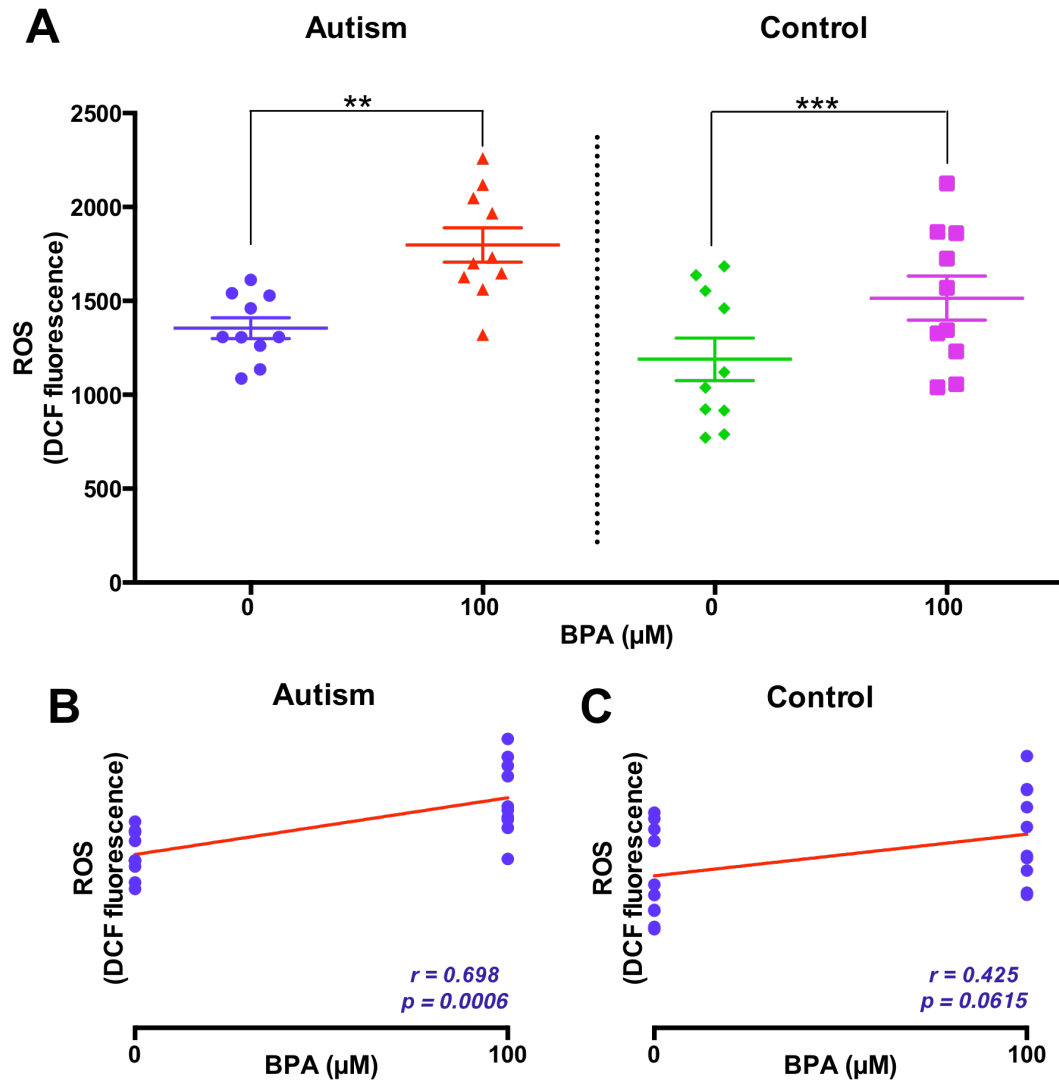 A
Autism
Control
**
***
2500
2000
1500
1000
500
0
ROS
(DCF fluorescence)
0
100
0
100
BPA (µM)
B
Autism
ROS
(DCF fluorescence)
r = 0.698
p = 0.0006
0
100
BPA (µM)
C
Control
ROS
(DCF fluorescence)
r = 0.425
p = 0.0615
0
100
BPA (µM)